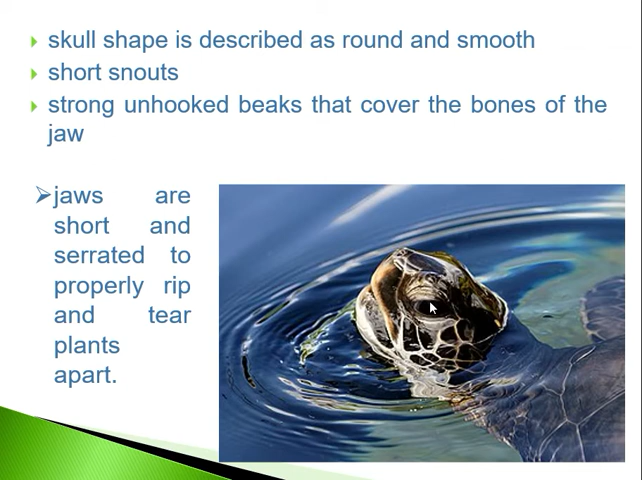 skull shape is described as round and smooth
short snouts
strong unhooked beaks that cover the bones of the
jaw
jaws are
short and
serrated to
properly rip
and tear
plants
apart.